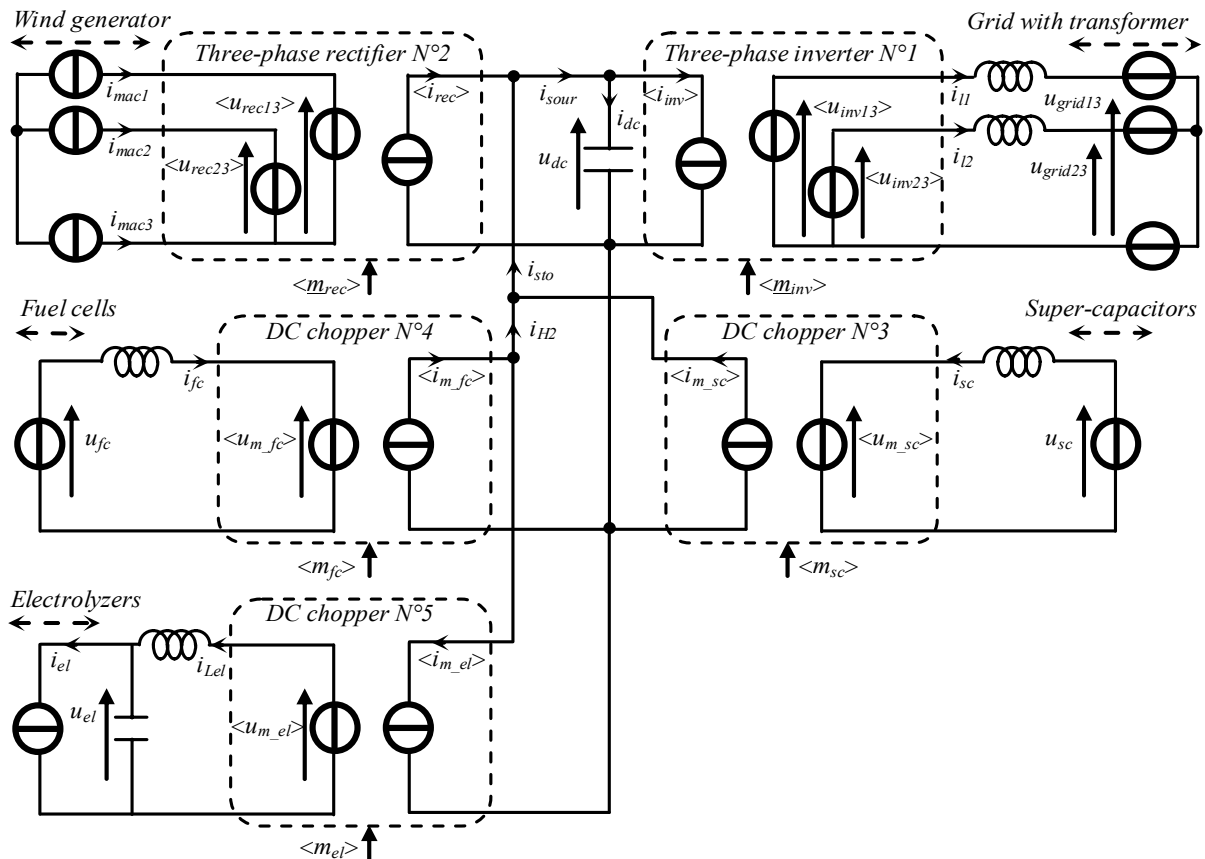 Wind generator
Grid with transformer
Three-phase rectifier N°2
Three-phase inverter N°1
i_mac1
<u_rec13>
<i_rec>
i_sour
<i_inv>
<u_inv13>
i_l1
u_grid13
i_mac2
<u_rec23>
i_dc
u_dc
<u_inv23>
i_l2
u_grid23
i_mac3
<m_rec>
i_sto
<m_inv>
Fuel cells
DC chopper N°4
i_H2
DC chopper N°3
Super-capacitors
i_fc
<i_m_fc>
<i_m_sc>
i_sc
u_fc
<u_m_fc>
<u_m_sc>
u_sc
<m_fc>
<m_sc>
Electrolyzers
DC chopper N°5
i_el
i_Lel
<i_m_el>
u_el
<u_m_el>
<m_el>